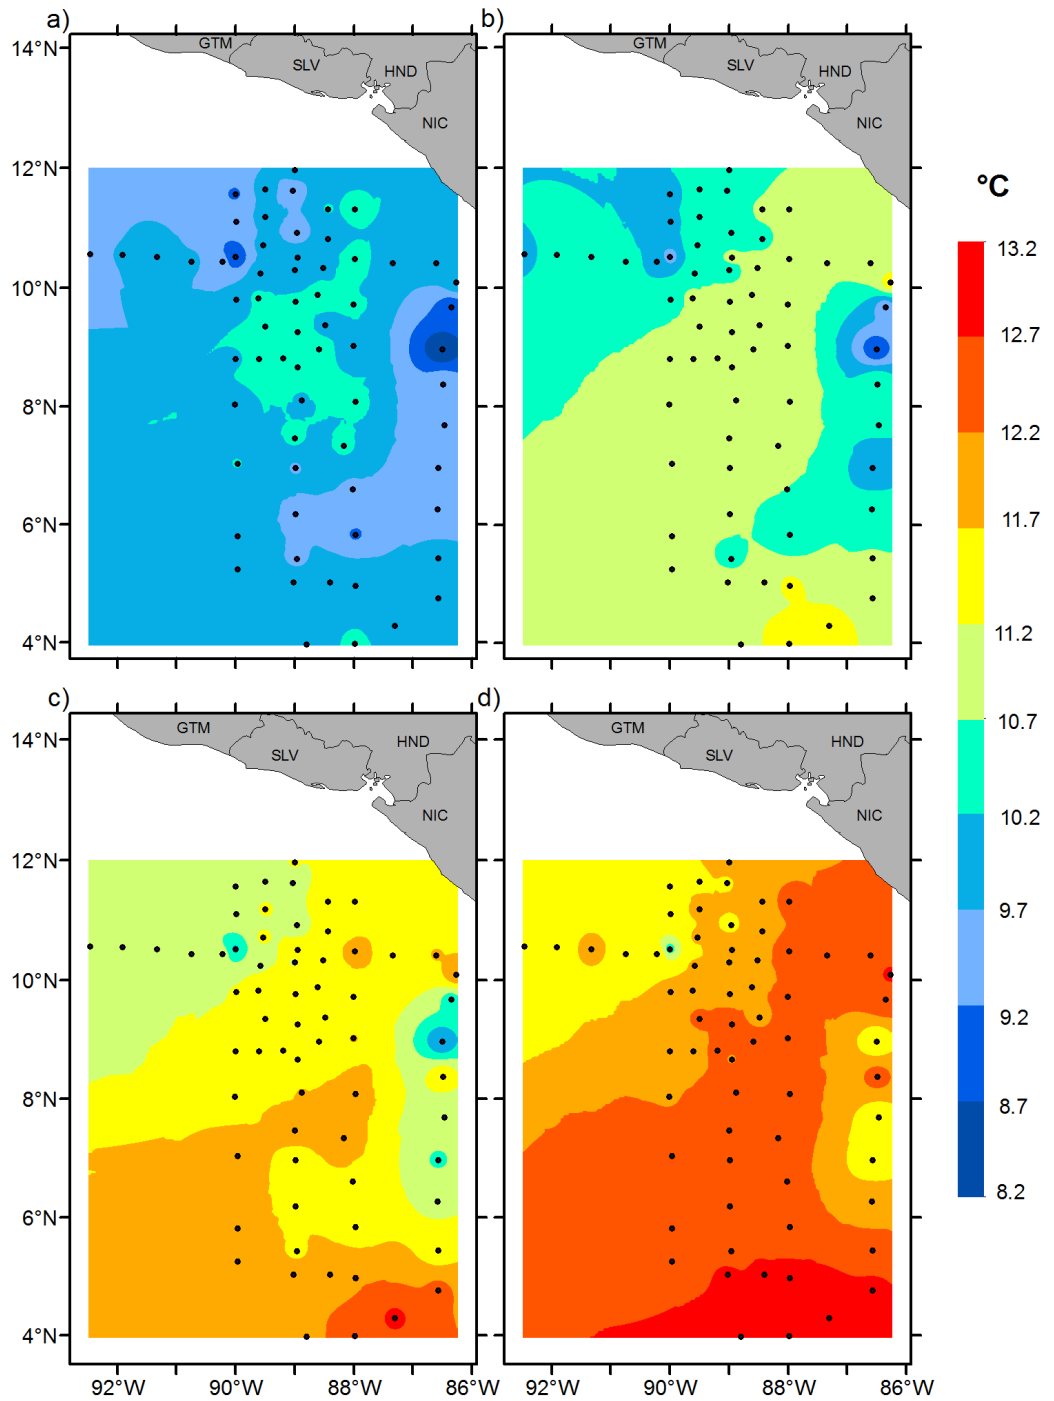 a)
b)
14°N
GTM
SLV
HND
NIC
GTM
SLV
HND
NIC
12°N
10°N
8°N
6°N
4°N
°C
13.2
12.7
12.2
11.7
11.2
10.7
10.2
9.7
9.2
8.7
8.2
c)
d)
14°N
GTM
SLV
HND
NIC
GTM
SLV
HND
NIC
12°N
10°N
8°N
6°N
4°N
92°W
90°W
88°W
86°W
92°W
90°W
88°W
86°W